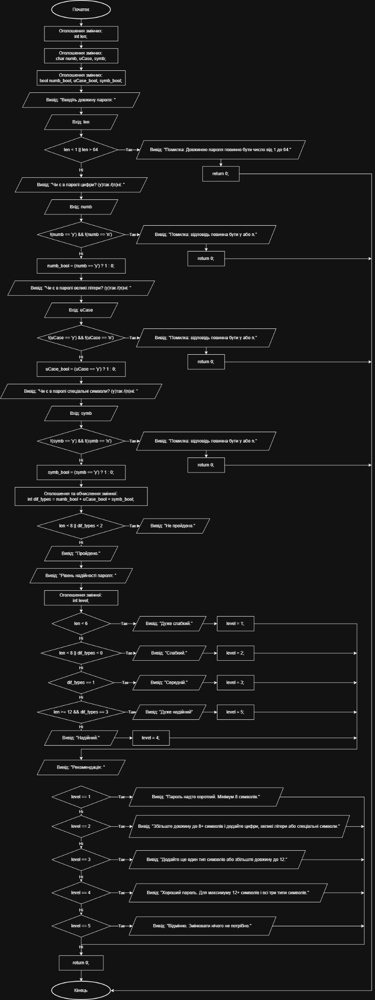 Початок
Оголошення змінних:
int len;
Оголошення змінних:
char numb, uCase, symb;
Оголошення змінних:
bool numb_bool, uCase_bool, symb_bool;
Вивід: "Введіть довжину пароля: "
Вхід: len
len < 1 || len > 64
Так
Вивід: "Помилка: Довжиною пароля повинно бути число від 1 до 64."
return 0;
Ні
Вивід: "Чи є в паролі цифри? (y)так /(n)ні: "
Вхід: numb
!(numb == 'y') && !(numb == 'n')
Так
Вивід: "Помилка: відповідь повинна бути y або n."
return 0;
Ні
numb_bool = (numb == 'y') ? 1 : 0;
Вивід: "Чи є в паролі великі літери? (y)так /(n)ні: "
Вхід: uCase
!(uCase == 'y') && !(uCase == 'n')
Так
Вивід: "Помилка: відповідь повинна бути y або n."
return 0;
Ні
uCase_bool = (uCase == 'y') ? 1 : 0;
Вивід: "Чи є в паролі спеціальні символи? (y)так /(n)ні: "
Вхід: symb
!(symb == 'y') && !(symb == 'n')
Так
Вивід: "Помилка: відповідь повинна бути y або n."
return 0;
Ні
symb_bool = (symb == 'y') ? 1 : 0;
Оголошення та обчислення змінної:
int dif_types = numb_bool + uCase_bool + symb_bool;
len < 8 || dif_types < 2
Так
Вивід: "Не пройдено."
Ні
Вивід: "Пройдено."
Вивід: "Рівень надійності пароля: "
Оголошення змінної:
int level;
len < 6
Так
Вивід: "Дуже слабкий."
level = 1;
Ні
len < 8 || dif_types < 0
Так
Вивід: "Слабкий."
level = 2;
Ні
dif_types == 1
Так
Вивід: "Середній."
level = 3;
Ні
len >= 12 && dif_types == 3
Так
Вивід: "Дуже надійний"
level = 5;
Ні
Вивід: "Надійний."
level = 4;
Вивід: "Рекомендація: "
level == 1
Так
Вивід: "Пароль надто короткий. Мінімум 8 символів."
Ні
level == 2
Так
Вивід: "Збільште довжину до 8+ символів і додайте цифри, великі літери або спеціальні символи."
Ні
level == 3
Так
Вивід: "Додайте ще один тип символів або збільште довжину до 12."
Ні
level == 4
Так
Вивід: "Хороший пароль. Для максимуму 12+ символів і всі три типи символів."
Ні
level == 5
Так
Вивід: "Відмінно. Змінювати нічого не потрібно."
Ні
return 0;
Кінець